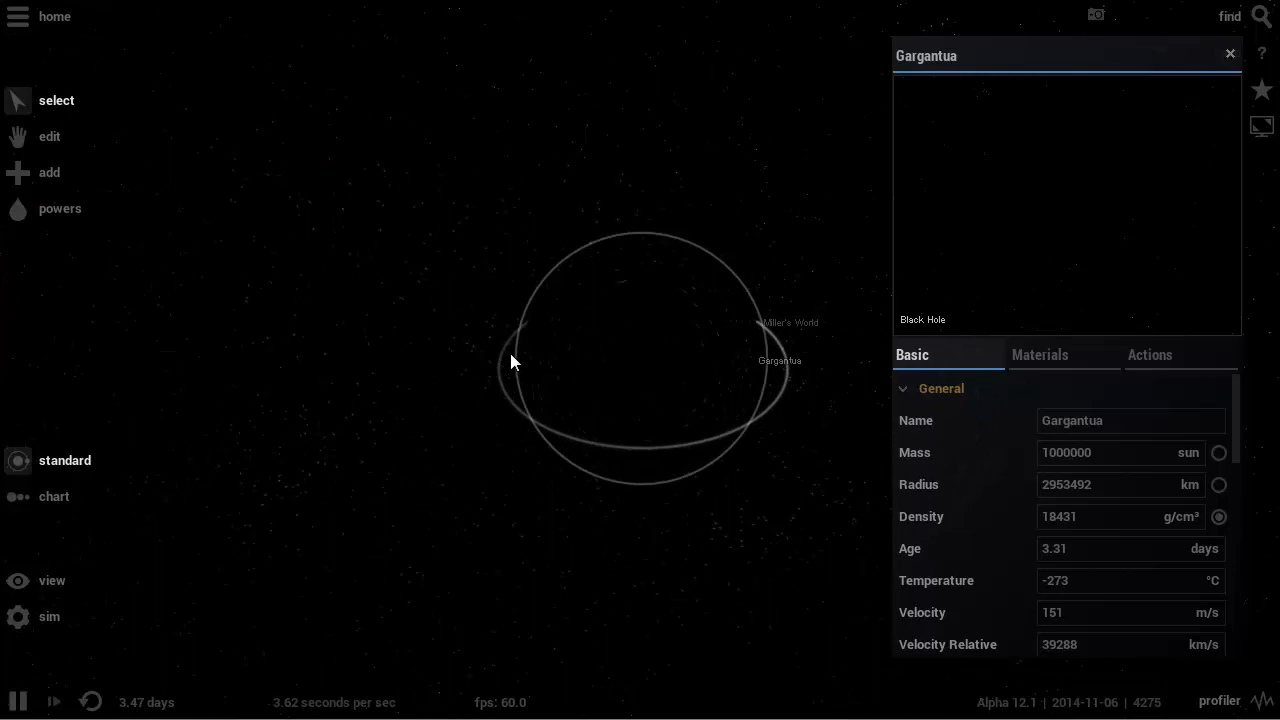 home
find
Gargantua
?
select
edit
add
powers
Miller's World
Gargantua
Black Hole
Basic Materials Actions
General
Name Gargantua
Mass 1000000 sun
Radius 2953492 km
Density 18431 g/cm³
Age 3.31 days
Temperature -273 °C
Velocity 151 m/s
Velocity Relative 39288 km/s
standard
chart
view
sim
3.47 days 3.62 seconds per sec fps: 60.0 Alpha 12.1 | 2014-11-06 | 4275 profiler